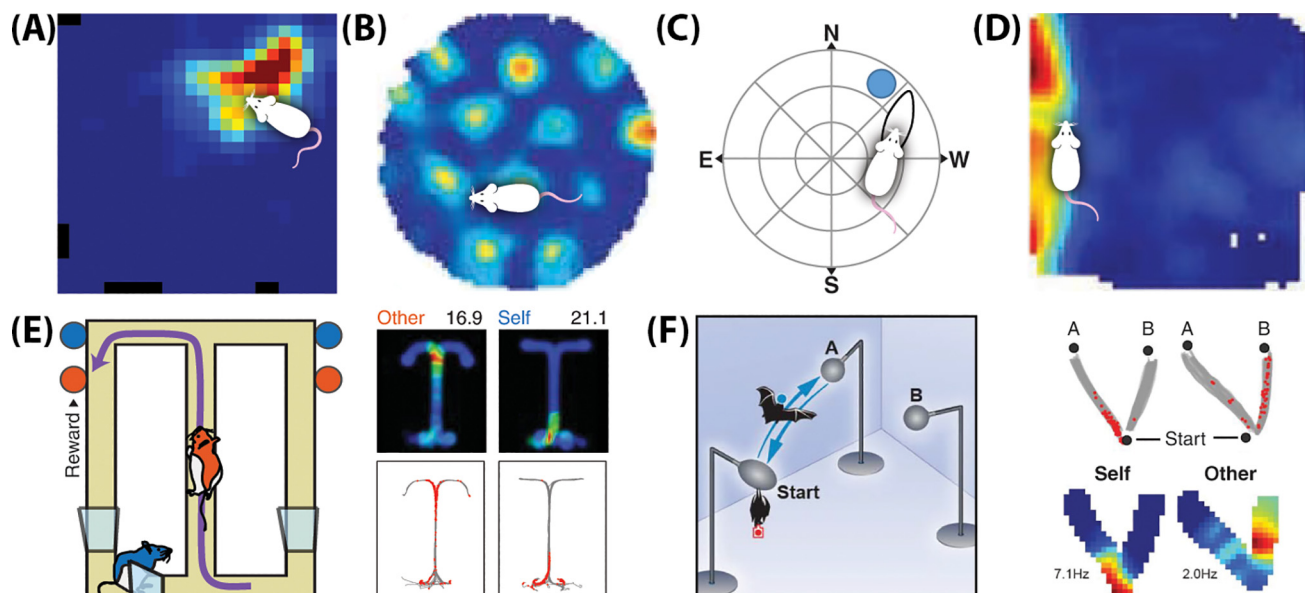 (A)
(B)
(C)
N
E
W
S
(D)
(E)
Reward ▸
Other 16.9
Self 21.1
(F)
A
B
Start
A
B
A
B
Start
Self
Other
7.1Hz
2.0Hz